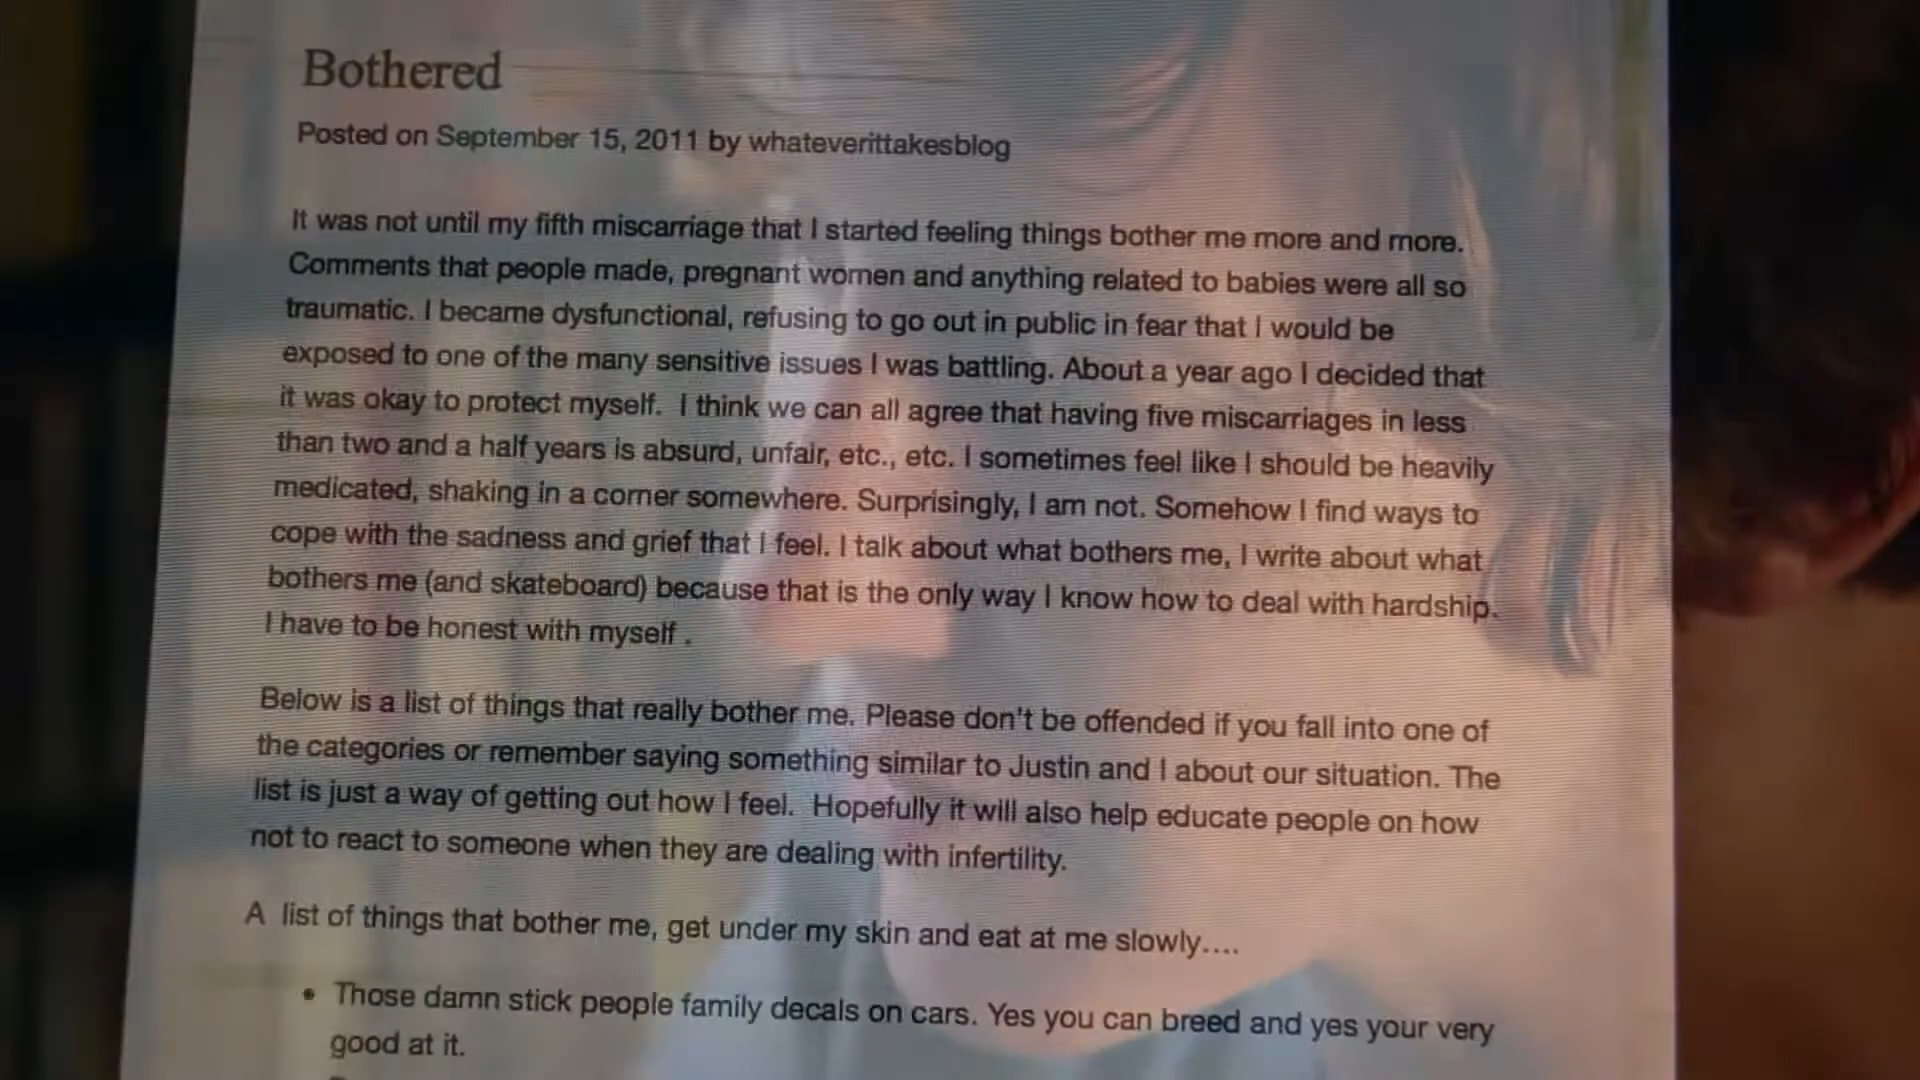 Bothered
Posted on September 15, 2011 by whateverittakesblog
It was not until my fifth miscarriage that I started feeling things bother me more and more.
Comments that people made, pregnant women and anything related to babies were all so
traumatic. I became dysfunctional, refusing to go out in public in fear that I would be
exposed to one of the many sensitive issues I was battling. About a year ago I decided that
it was okay to protect myself.  I think we can all agree that having five miscarriages in less
than two and a half years is absurd, unfair, etc., etc. I sometimes feel like I should be heavily
medicated, shaking in a corner somewhere. Surprisingly, I am not. Somehow I find ways to
cope with the sadness and grief that I feel. I talk about what bothers me, I write about what
bothers me (and skateboard) because that is the only way I know how to deal with hardship.
I have to be honest with myself .
Below is a list of things that really bother me. Please don't be offended if you fall into one of
the categories or remember saying something similar to Justin and I about our situation. The
list is just a way of getting out how I feel.  Hopefully it will also help educate people on how
not to react to someone when they are dealing with infertility.
A  list of things that bother me, get under my skin and eat at me slowly....
• Those damn stick people family decals on cars. Yes you can breed and yes your very
good at it.